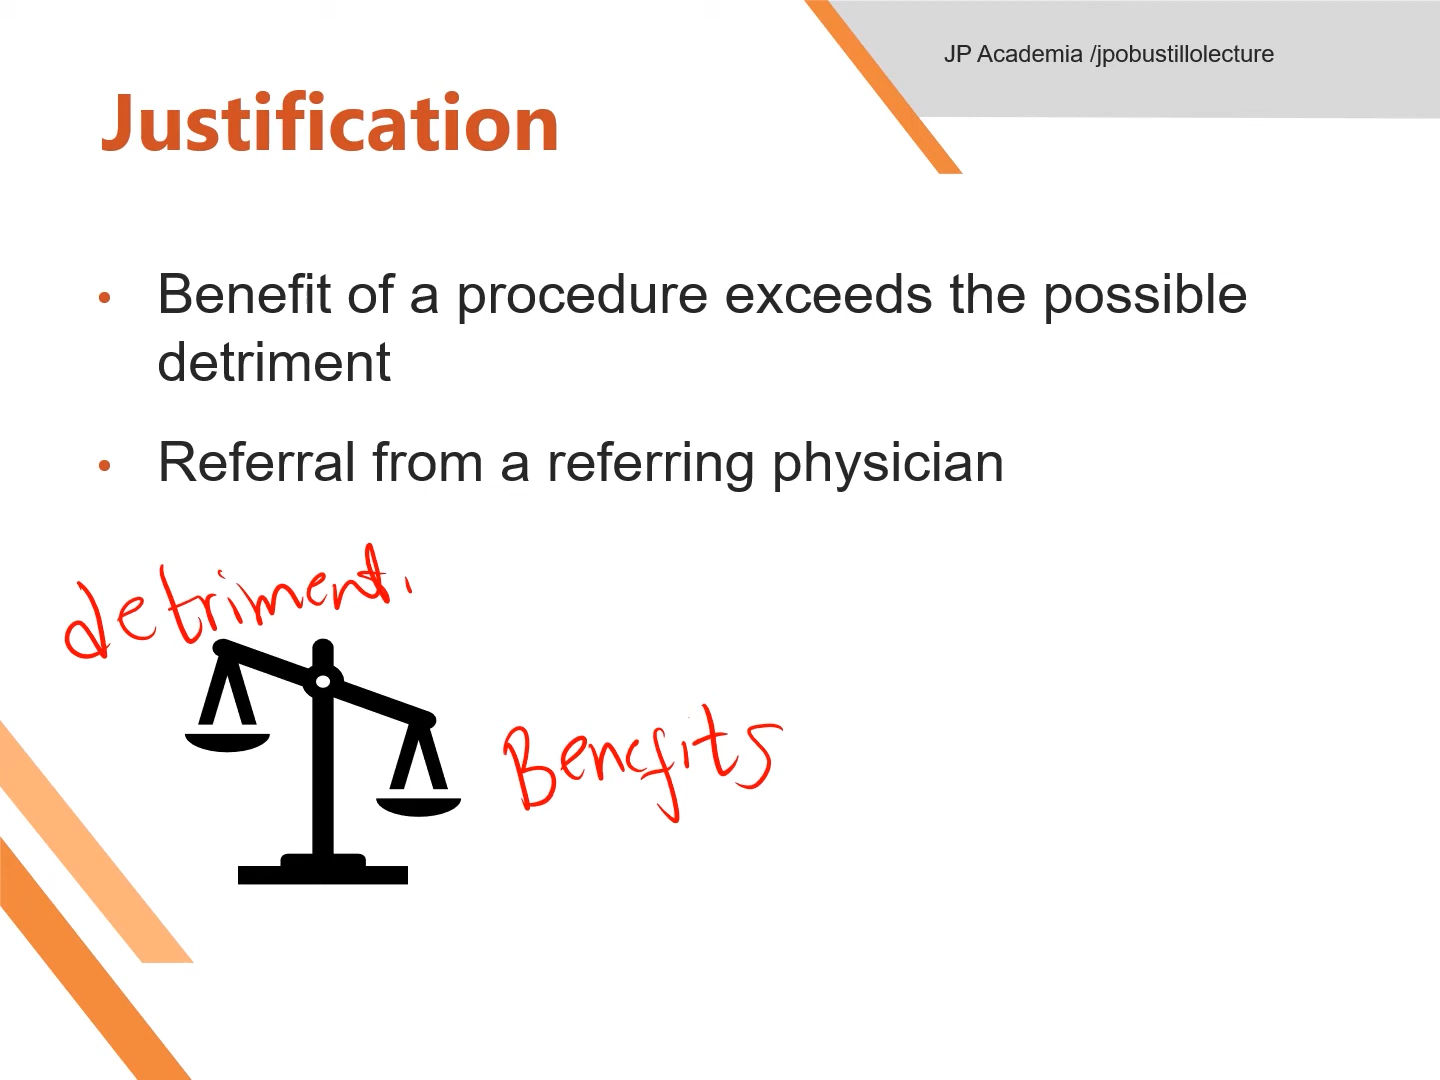 JP Academia /jpobustillolecture
Justification
• Benefit of a procedure exceeds the possible
detriment
• Referral from a referring physician
detriment.
Benefits